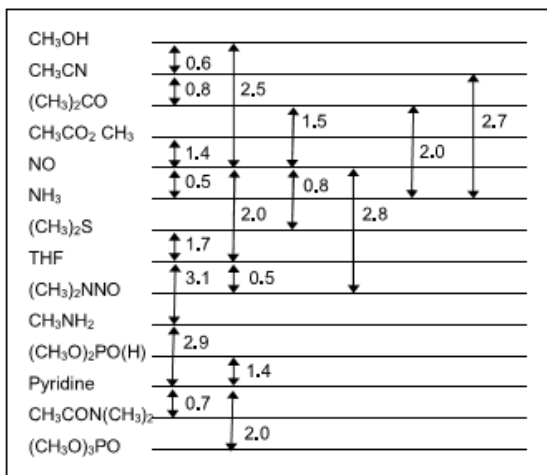 CH₃OH
CH₃CN
0.6
(CH₃)₂CO
0.8
2.5
2.7
CH₃CO₂ CH₃
1.5
NO
1.4
2.0
NH₃
0.5
0.8
(CH₃)₂S
2.0
2.8
THF
1.7
(CH₃)₂NNO
3.1
0.5
CH₃NH₂
(CH₃O)₂PO(H)
2.9
Pyridine
1.4
CH₃CON(CH₃)₂
0.7
(CH₃O)₃PO
2.0